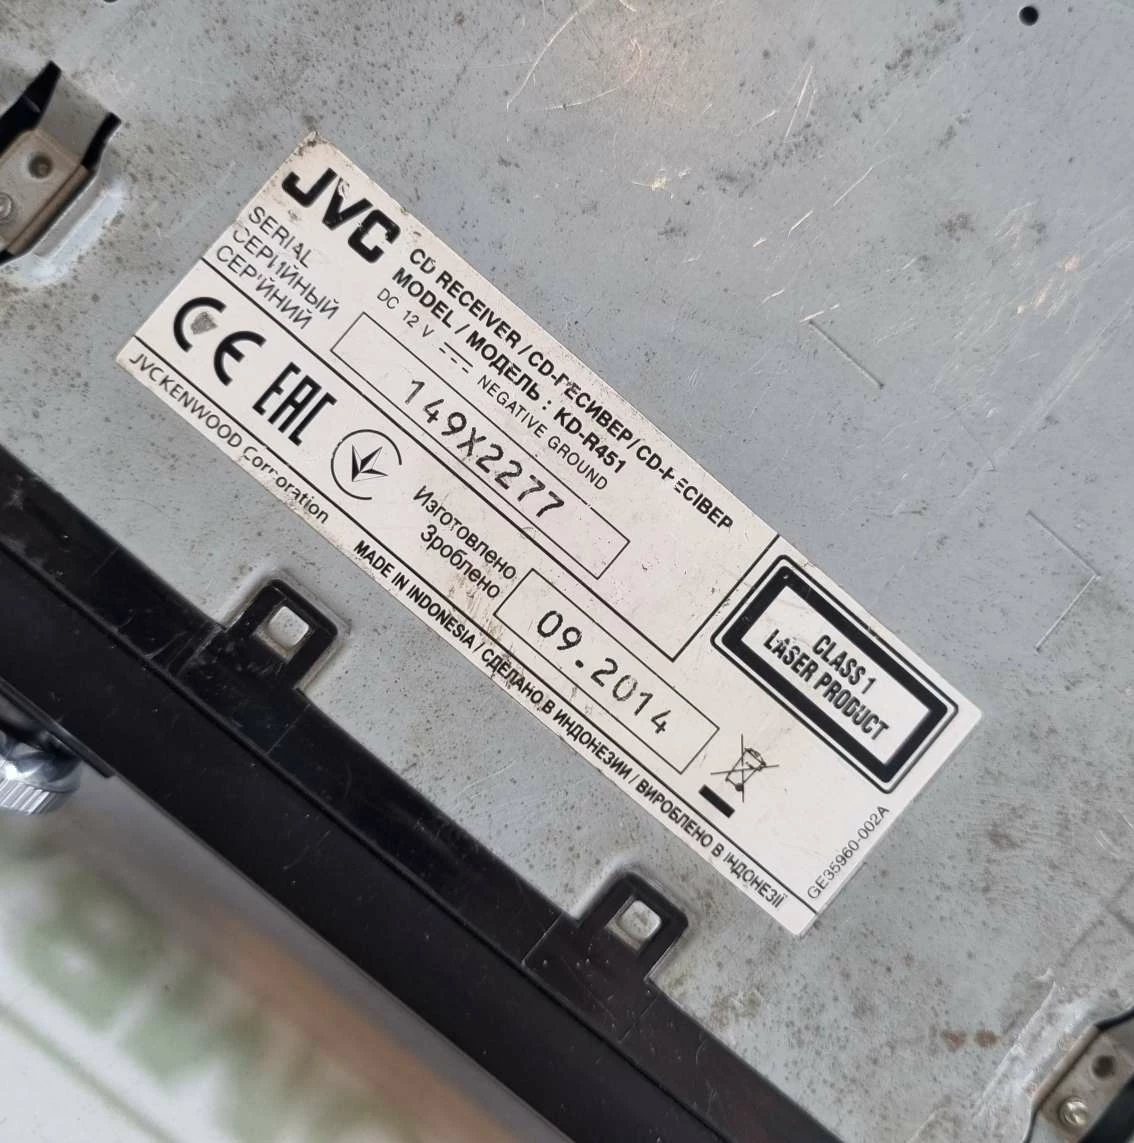 JVC
CD RECEIVER / CD-РЕСИВЕР / CD-РЕСІВЕР
MODEL / МОДЕЛЬ : KD-R451
DC 12 V NEGATIVE GROUND
SERIAL
СЕРИЙНЫЙ
СЕРІЙНИЙ
149X2277
CE EAC
Изготовлено
Зроблено
09.2014
CLASS 1
LASER PRODUCT
JVCKENWOOD Corporation
MADE IN INDONESIA / СДЕЛАНО В ИНДОНЕЗИИ / ВИРОБЛЕНО В ІНДОНЕЗІЇ
GE35960-002A